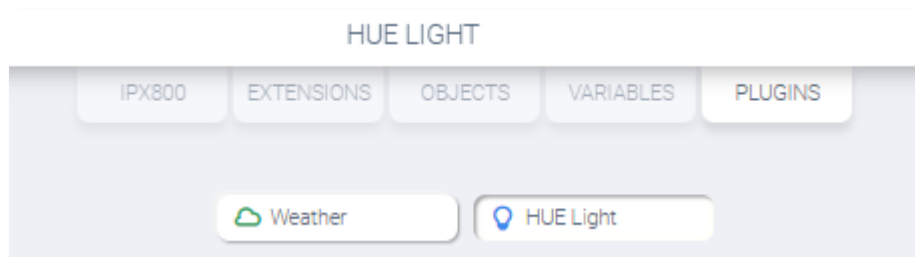 HUE LIGHT
IPX800 EXTENSIONS OBJECTS VARIABLES PLUGINS
Weather HUE Light